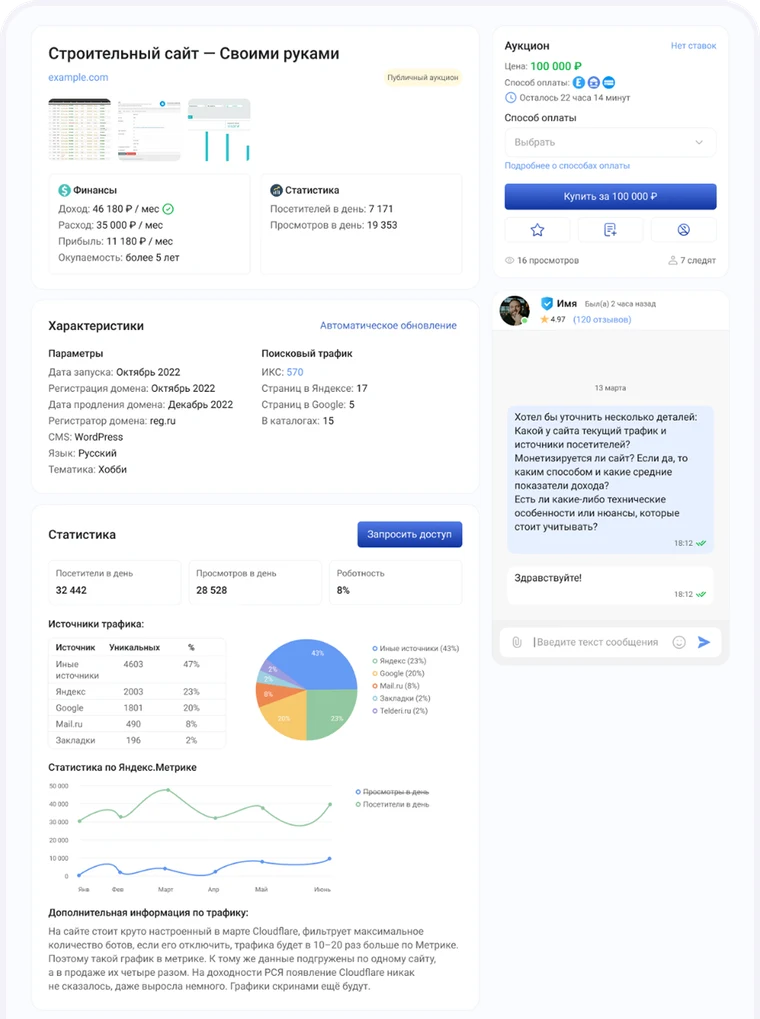 Строительный сайт — Своими руками
example.com
Публичный аукцион
Финансы
Доход: 46 180 ₽ / мес
Расход: 35 000 ₽ / мес
Прибыль: 11 180 ₽ / мес
Окупаемость: более 5 лет
Статистика
Посетителей в день: 7 171
Просмотров в день: 19 353
Характеристики
Автоматическое обновление
Параметры
Дата запуска: Октябрь 2022
Регистрация домена: Октябрь 2022
Дата продления домена: Декабрь 2022
Регистратор домена: reg.ru
CMS: WordPress
Язык: Русский
Тематика: Хобби
Поисковый трафик
ИКС: 570
Страниц в Яндексе: 17
Страниц в Google: 5
В каталогах: 15
Статистика
Запросить доступ
Посетители в день
32 442
Просмотров в день
28 528
Роботность
8%
Источники трафика:
Источник Уникальных %
Иные источники 4603 47%
Яндекс 2003 23%
Google 1801 20%
Mail.ru 490 8%
Закладки 196 2%
43%
23%
20%
8%
2%
2%
Иные источники (43%)
Яндекс (23%)
Google (20%)
Mail.ru (8%)
Закладки (2%)
Telderi.ru (2%)
Статистика по Яндекс.Метрике
50 000
40 000
30 000
20 000
10 000
0
Янв Фев Март Апр Май Июнь
Просмотры в день
Посетители в день
Дополнительная информация по трафику:
На сайте стоит круто настроенный в марте Cloudflare, фильтрует максимальное
количество ботов, если его отключить, трафика будет в 10–20 раз больше по Метрике.
Поэтому такой график в метрике. К тому же данные подгружены по одному сайту,
а в продаже их четыре разом. На доходности РСЯ появление Cloudflare никак
не сказалось, даже выросла немного. Графики скринами ещё будут.
Аукцион
Нет ставок
Цена: 100 000 ₽
Способ оплаты:
Осталось 22 часа 14 минут
Способ оплаты
Выбрать
Подробнее о способах оплаты
Купить за 100 000 ₽
16 просмотров
7 следят
Имя Был(а) 2 часа назад
4.97 (120 отзывов)
13 марта
Хотел бы уточнить несколько деталей:
Какой у сайта текущий трафик и
источники посетителей?
Монетизируется ли сайт? Если да, то
каким способом и какие средние
показатели дохода?
Есть ли какие-либо технические
особенности или нюансы, которые
стоит учитывать?
18:12
Здравствуйте!
18:12
Введите текст сообщения